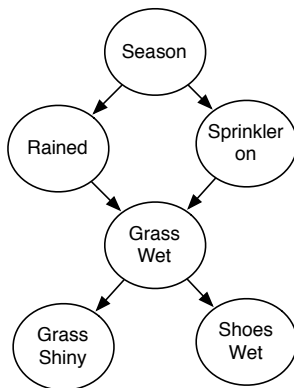 Season
Rained
Sprinkler
on
Grass
Wet
Grass
Shiny
Shoes
Wet